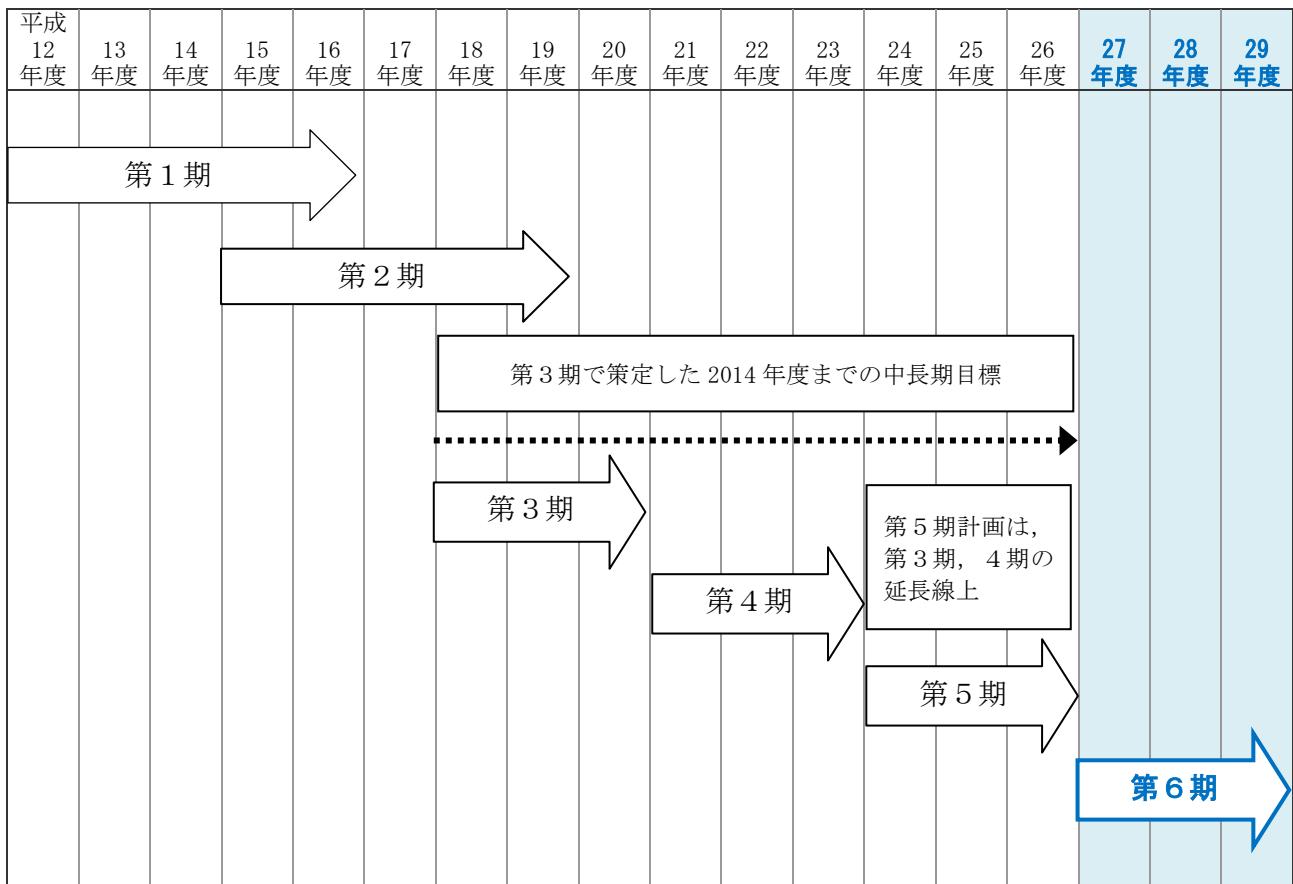 平成
12
年度
13
年度
14
年度
15
年度
16
年度
17
年度
18
年度
19
年度
20
年度
21
年度
22
年度
23
年度
24
年度
25
年度
26
年度
27
年度
28
年度
29
年度
第１期
第２期
第３期で策定した 2014 年度までの中長期目標
第３期
第５期計画は，
第３期，４期の
延長線上
第４期
第５期
第６期